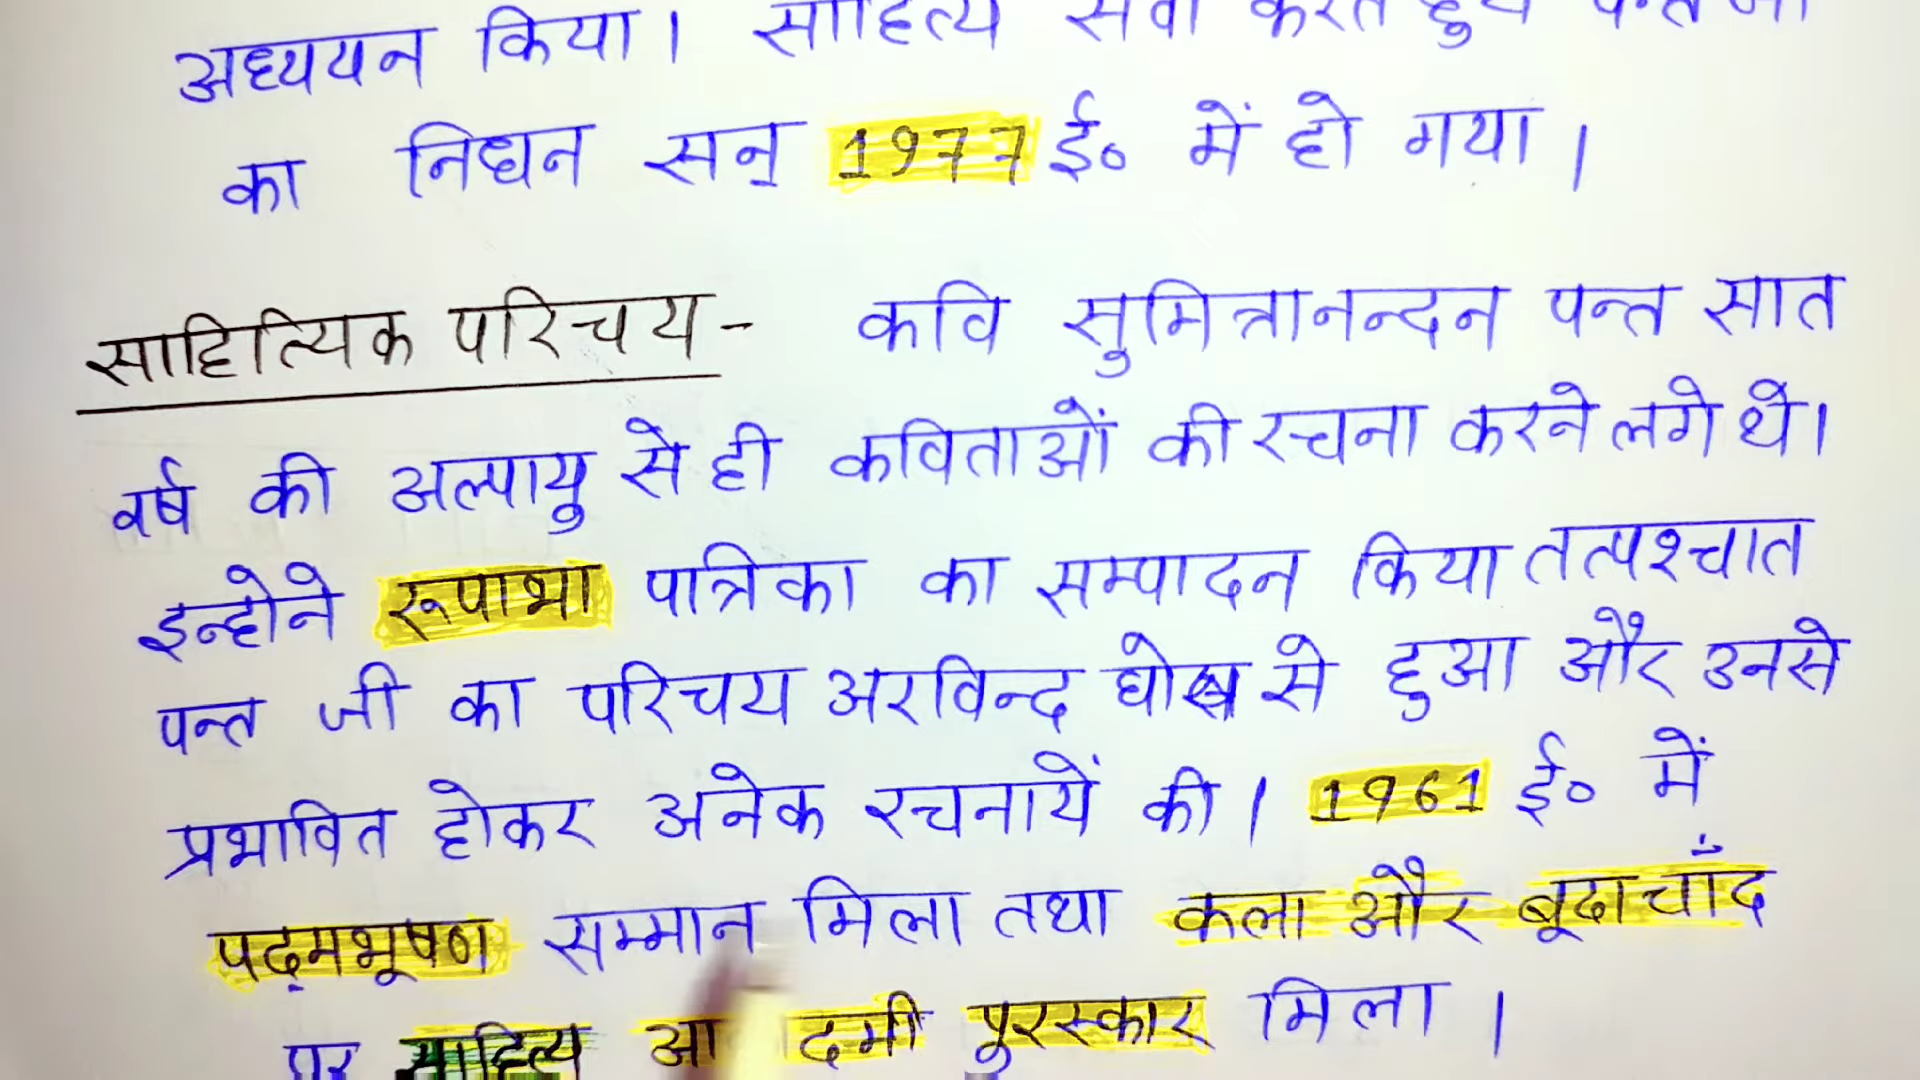 अध्ययन किया। साहित्य सेवा करते हुये पन्त जी
का निधन सन् 1977 ई० में हो गया।
साहित्यिक परिचय- कवि सुमित्रानन्दन पन्त सात
वर्ष की अल्पायु से ही कविताओं की रचना करने लगे थे।
इन्होने रूपाभा पत्रिका का सम्पादन किया तत्पश्चात
पन्त जी का परिचय अरविन्द घोस से हुआ और उनसे
प्रभावित होकर अनेक रचनायें की। 1961 ई० में
पद्मभूषण सम्मान मिला तथा कला और बूढ़ाचाँद
पर साहित्य पुरस्कार मिला।